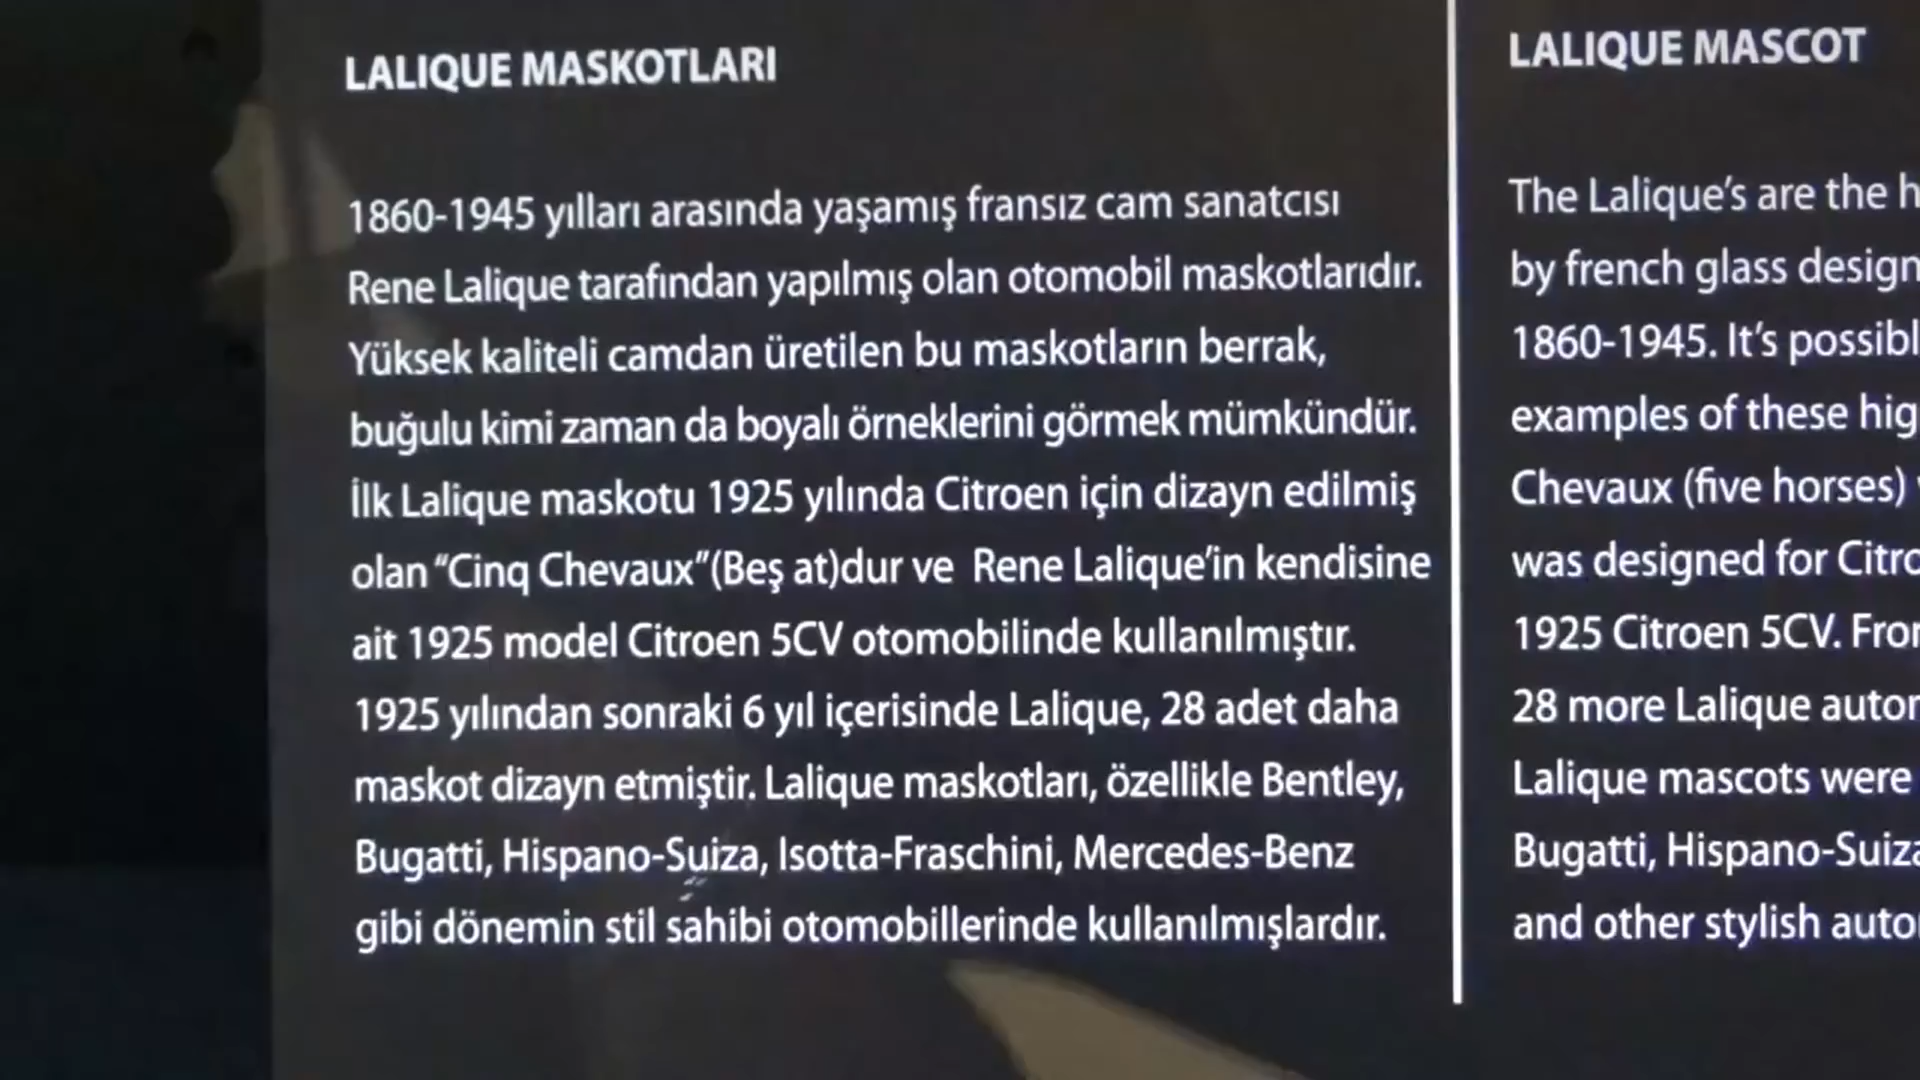 LALIQUE MASKOTLARI
1860-1945 yılları arasında yaşamış fransız cam sanatcısı
Rene Lalique tarafından yapılmış olan otomobil maskotlarıdır.
Yüksek kaliteli camdan üretilen bu maskotların berrak,
buğulu kimi zaman da boyalı örneklerini görmek mümkündür.
İlk Lalique maskotu 1925 yılında Citroen için dizayn edilmiş
olan “Cinq Chevaux”(Beş at)dur ve Rene Lalique’in kendisine
ait 1925 model Citroen 5CV otomobilinde kullanılmıştır.
1925 yılından sonraki 6 yıl içerisinde Lalique, 28 adet daha
maskot dizayn etmiştir. Lalique maskotları, özellikle Bentley,
Bugatti, Hispano-Suiza, Isotta-Fraschini, Mercedes-Benz
gibi dönemin stil sahibi otomobillerinde kullanılmışlardır.
LALIQUE MASCOT
The Lalique’s are the
by french glass
1860-1945. It’s
examples of these
Chevaux (five horses)
was designed for
1925 Citroen 5CV.
28 more Lalique
Lalique mascots were
Bugatti,
and other stylish